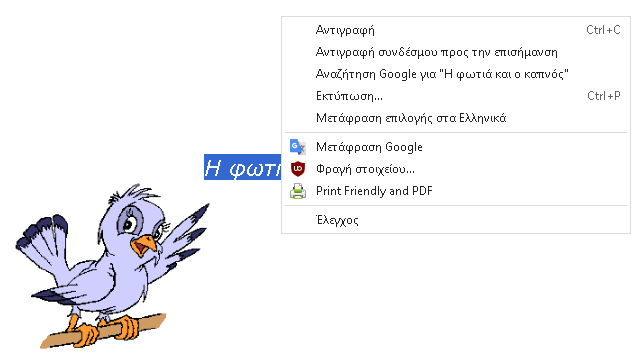 Αντιγραφή Ctrl+C
Αντιγραφή συνδέσμου προς την επισήμανση
Αναζήτηση Google για "Η φωτιά και ο καπνός"
Εκτύπωση... Ctrl+P
Μετάφραση επιλογής στα Ελληνικά
Μετάφραση Google
Η φωτι
Φραγή στοιχείου...
Print Friendly and PDF
Έλεγχος